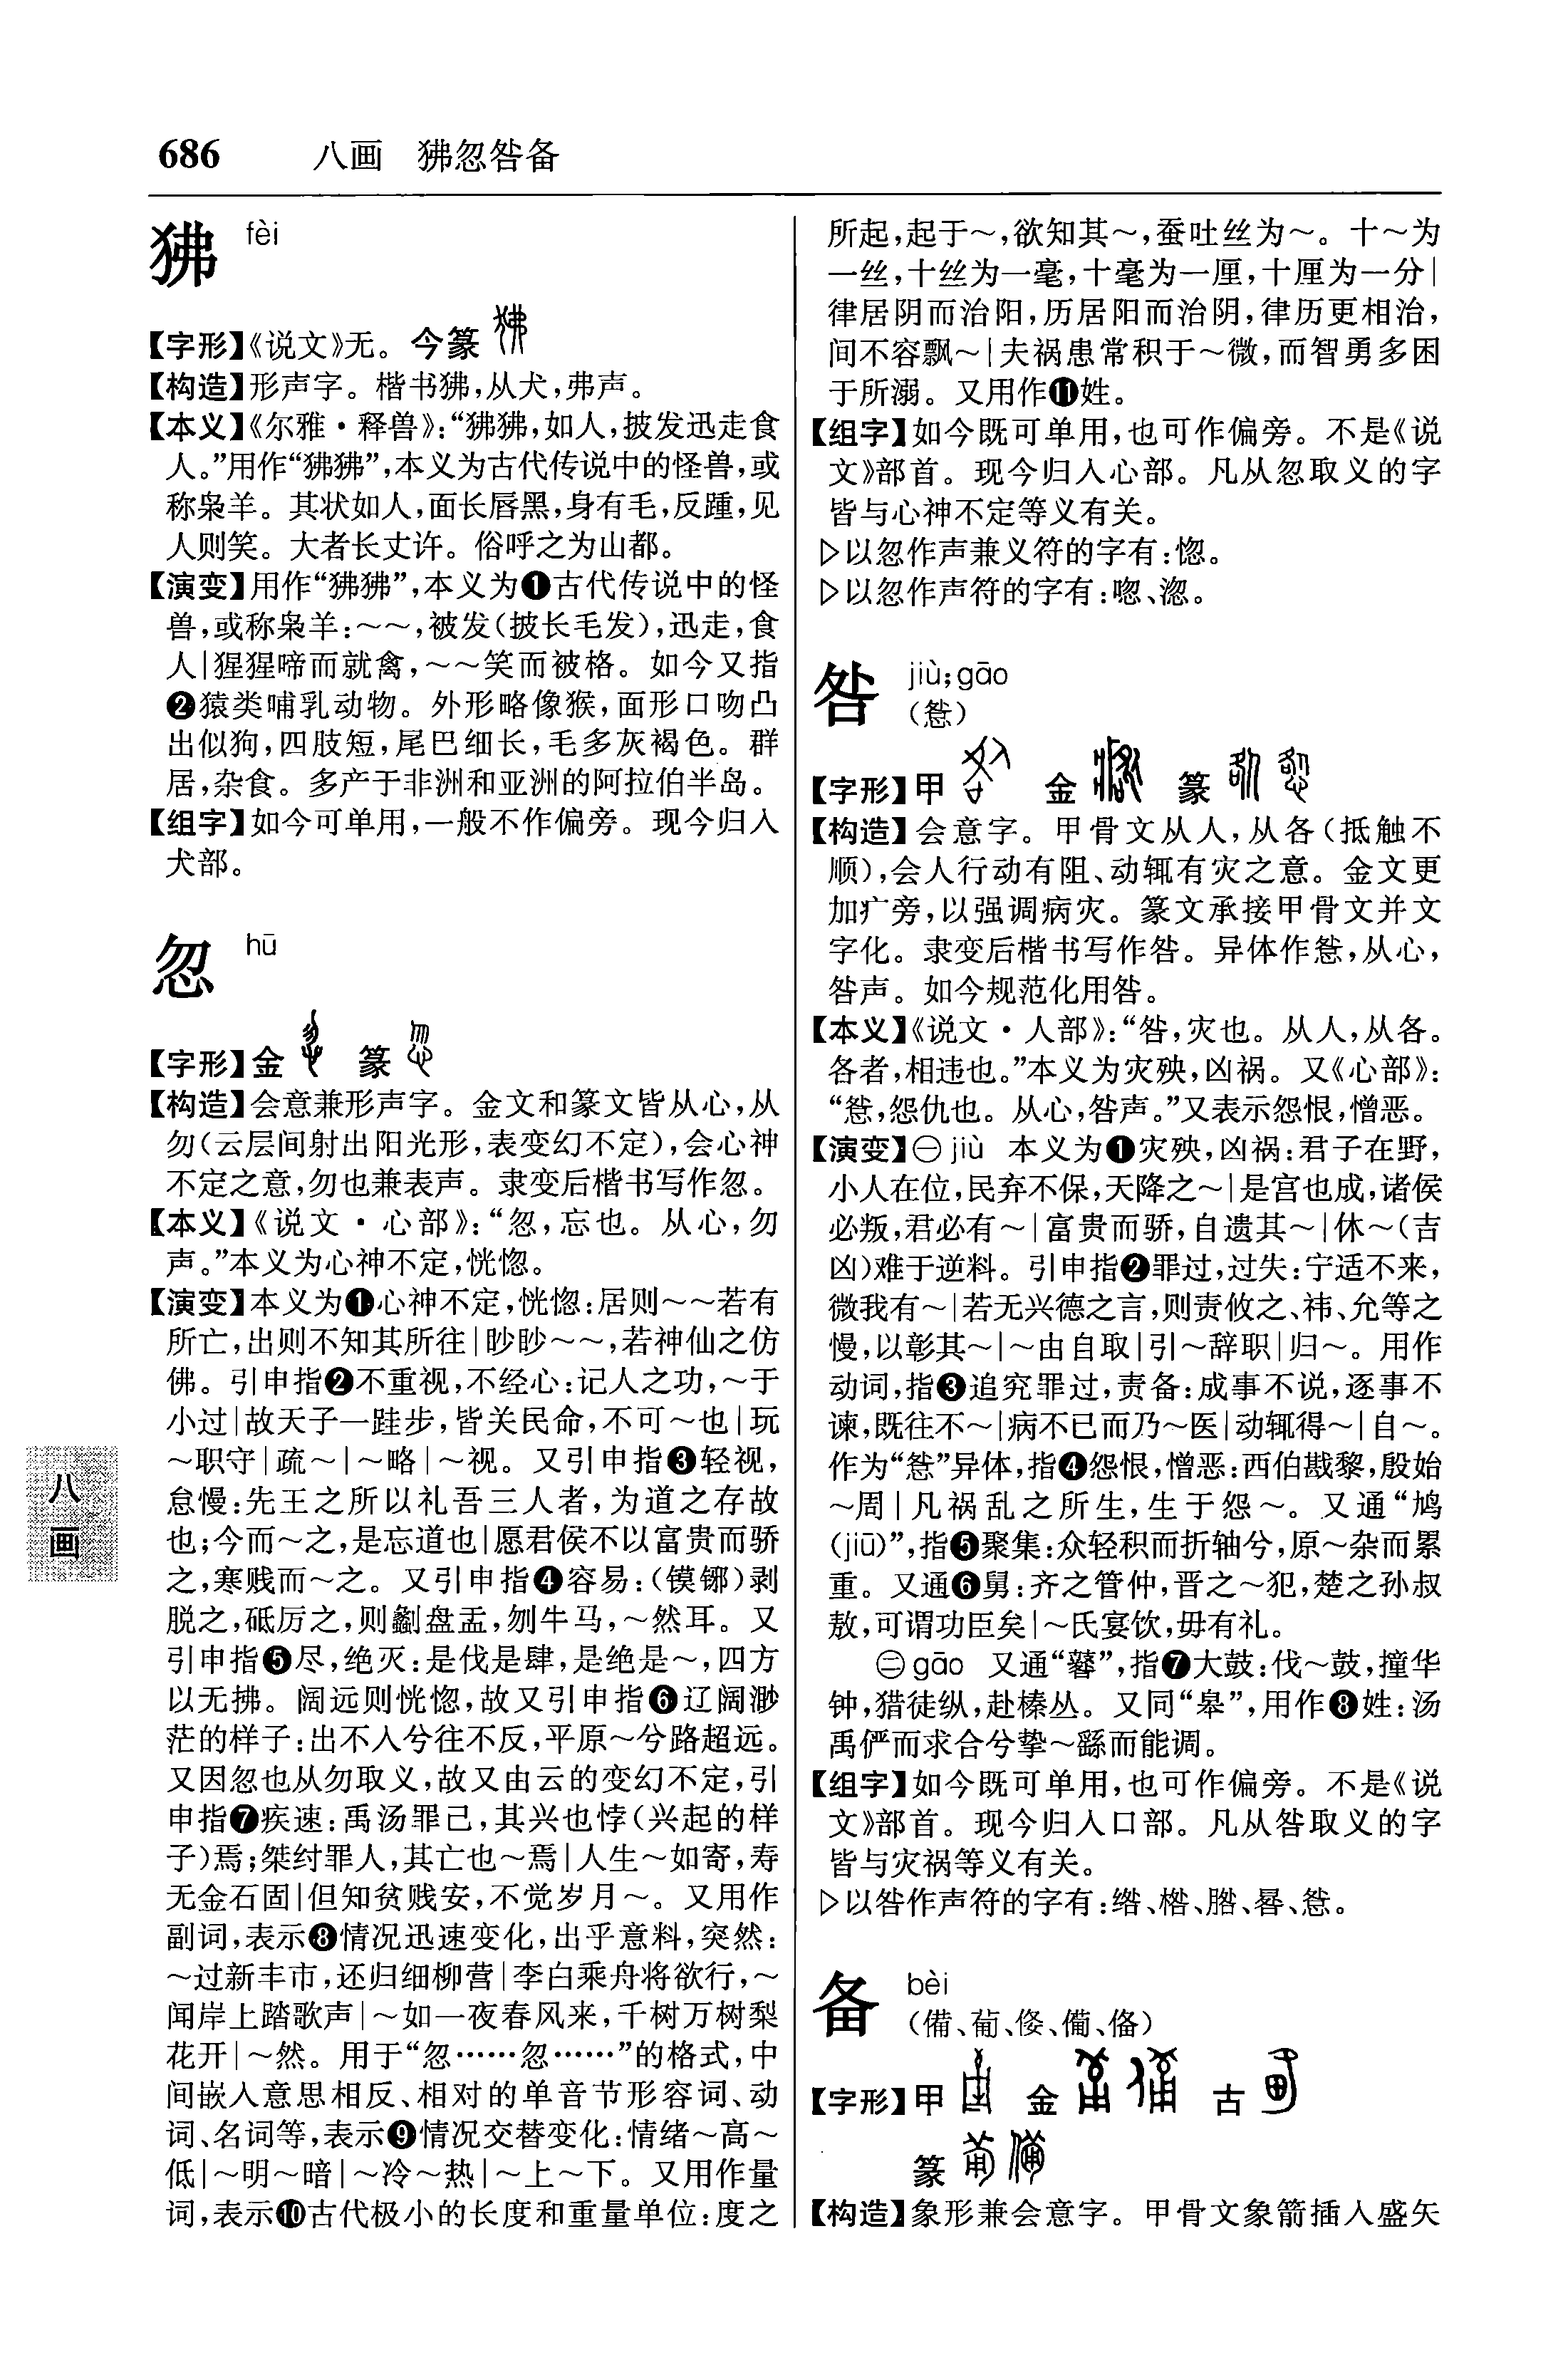 686 八画 狒忽咎备
狒 fèi
【字形】《说文》无。今篆
【构造】形声字。楷书狒,从犬,弗声。
【本义】《尔雅·释兽》:“狒狒,如人,披发迅走食
人。”用作“狒狒”,本义为古代传说中的怪兽,或
称枭羊。其状如人,面长唇黑,身有毛,反踵,见
人则笑。大者长丈许。俗呼之为山都。
【演变】用作“狒狒”,本义为❶古代传说中的怪
兽,或称枭羊:～～,被发(披长毛发),迅走,食
人|猩猩啼而就禽,～～笑而被格。如今又指
❷猿类哺乳动物。外形略像猴,面形口吻凸
出似狗,四肢短,尾巴细长,毛多灰褐色。群
居,杂食。多产于非洲和亚洲的阿拉伯半岛。
【组字】如今可单用,一般不作偏旁。现今归入
犬部。
忽 hū
【字形】金 篆
【构造】会意兼形声字。金文和篆文皆从心,从
勿(云层间射出阳光形,表变幻不定),会心神
不定之意,勿也兼表声。隶变后楷书写作忽。
【本义】《说文·心部》:“忽,忘也。从心,勿
声。”本义为心神不定,恍惚。
【演变】本义为❶心神不定,恍惚:居则～～若有
所亡,出则不知其所往|眇眇～～,若神仙之仿
佛。引申指❷不重视,不经心:记人之功,～于
小过|故天子一跬步,皆关民命,不可～也|玩
～职守|疏～|～略|～视。又引申指❸轻视,
怠慢:先王之所以礼吾三人者,为道之存故
也;今而～之,是忘道也|愿君侯不以富贵而骄
之,寒贱而～之。又引申指❹容易:(镆铘)剥
脱之,砥厉之,则劙盘盂,刎牛马,～然耳。又
引申指❺尽,绝灭:是伐是肆,是绝是～,四方
以无拂。阔远则恍惚,故又引申指❻辽阔渺
茫的样子:出不入兮往不反,平原～兮路超远。
又因忽也从勿取义,故又由云的变幻不定,引
申指❼疾速:禹汤罪己,其兴也悖(兴起的样
子)焉;桀纣罪人,其亡也～焉|人生～如寄,寿
无金石固|但知贫贱安,不觉岁月～。又用作
副词,表示❽情况迅速变化,出乎意料,突然:
～过新丰市,还归细柳营|李白乘舟将欲行,～
闻岸上踏歌声|～如一夜春风来,千树万树梨
花开|～然。用于“忽……忽……”的格式,中
间嵌入意思相反、相对的单音节形容词、动
词、名词等,表示❾情况交替变化:情绪～高～
低|～明～暗|～冷～热|～上～下。又用作量
词,表示❿古代极小的长度和重量单位:度之
所起,起于～,欲知其～,蚕吐丝为～。十～为
一丝,十丝为一毫,十毫为一厘,十厘为一分|
律居阴而治阳,历居阳而治阴,律历更相治,
间不容飘～|夫祸患常积于～微,而智勇多困
于所溺。又用作⓫姓。
【组字】如今既可单用,也可作偏旁。不是《说
文》部首。现今归入心部。凡从忽取义的字
皆与心神不定等义有关。
▷以忽作声兼义符的字有:惚。
▷以忽作声符的字有:唿、淴。
咎 jiù;gāo
(㥢)
【字形】甲 金 篆
【构造】会意字。甲骨文从人,从各(抵触不
顺),会人行动有阻、动辄有灾之意。金文更
加疒旁,以强调病灾。篆文承接甲骨文并文
字化。隶变后楷书写作咎。异体作㥢,从心,
咎声。如今规范化用咎。
【本义】《说文·人部》:“咎,灾也。从人,从各。
各者,相违也。”本义为灾殃,凶祸。又《心部》:
“㥢,怨仇也。从心,咎声。”又表示怨恨,憎恶。
【演变】㊀jiù 本义为❶灾殃,凶祸:君子在野,
小人在位,民弃不保,天降之～|是宫也成,诸侯
必叛,君必有～|富贵而骄,自遗其～|休～(吉
凶)难于逆料。引申指❷罪过,过失:宁适不来,
微我有～|若无兴德之言,则责攸之、祎、允等之
慢,以彰其～|～由自取|引～辞职|归～。用作
动词,指❸追究罪过,责备:成事不说,遂事不
谏,既往不～|病不已而乃～医|动辄得～|自～。
作为“㥢”异体,指❹怨恨,憎恶:西伯戡黎,殷始
～周|凡祸乱之所生,生于怨～。又通“鸠
(jiū)”,指❺聚集:众轻积而折轴兮,原～杂而累
重。又通❻舅:齐之管仲,晋之～犯,楚之孙叔
敖,可谓功臣矣|～氏宴饮,毋有礼。
㊁gāo 又通“鼛”,指❼大鼓:伐～鼓,撞华
钟,猎徒纵,赴榛丛。又同“皋”,用作❽姓:汤
禹俨而求合兮挚～繇而能调。
【组字】如今既可单用,也可作偏旁。不是《说
文》部首。现今归入口部。凡从咎取义的字
皆与灾祸等义有关。
▷以咎作声符的字有:绺、楷、晷、㥢。
备 bèi
(備、葡)
【字形】甲 金 古
篆
【构造】象形兼会意字。甲骨文象箭插入盛矢
八画